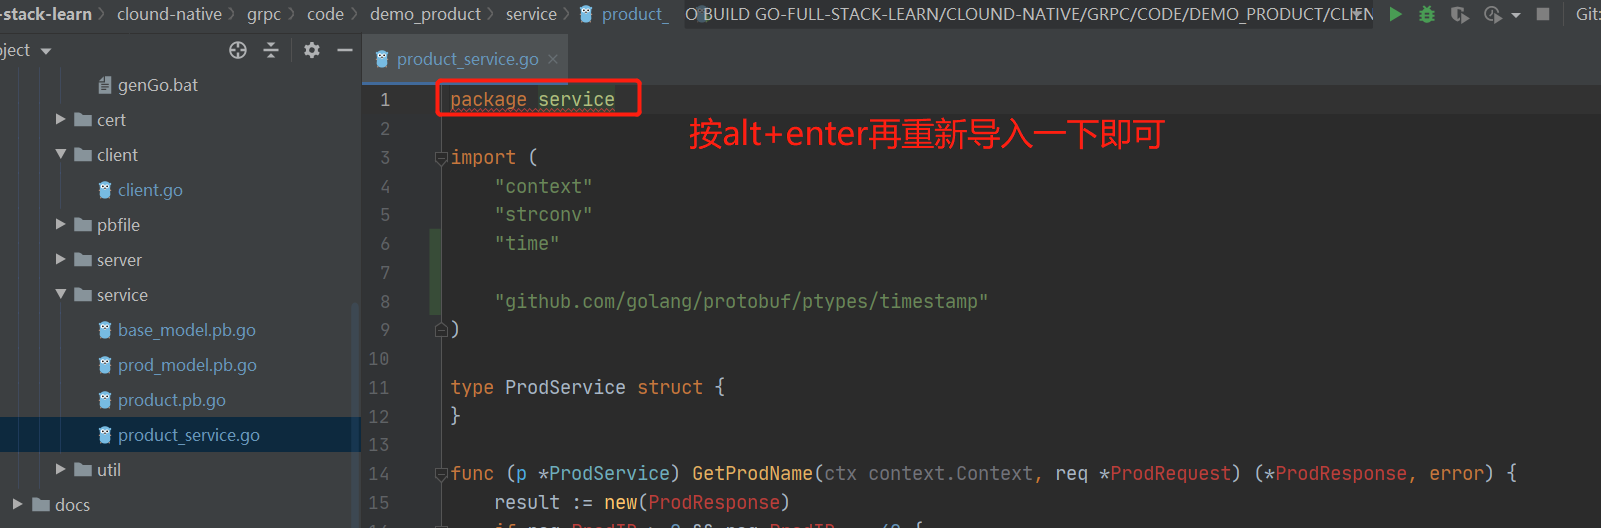 -stack-learn > clound-native > grpc > code > demo_product > service > product_
O BUILD GO-FULL-STACK-LEARN/CLOUND-NATIVE/GRPC/CODE/DEMO_PRODUCT/CLIEN
Git:
oject
product_service.go
genGo.bat
cert
client
client.go
pbfile
server
service
base_model.pb.go
prod_model.pb.go
product.pb.go
product_service.go
util
docs
1 package service
按alt+enter再重新导入一下即可
2
3 import (
4 "context"
5 "strconv"
6 "time"
7
8 "github.com/golang/protobuf/ptypes/timestamp"
9 )
10
11 type ProdService struct {
12 }
13
14 func (p *ProdService) GetProdName(ctx context.Context, req *ProdRequest) (*ProdResponse, error) {
15 result := new(ProdResponse)